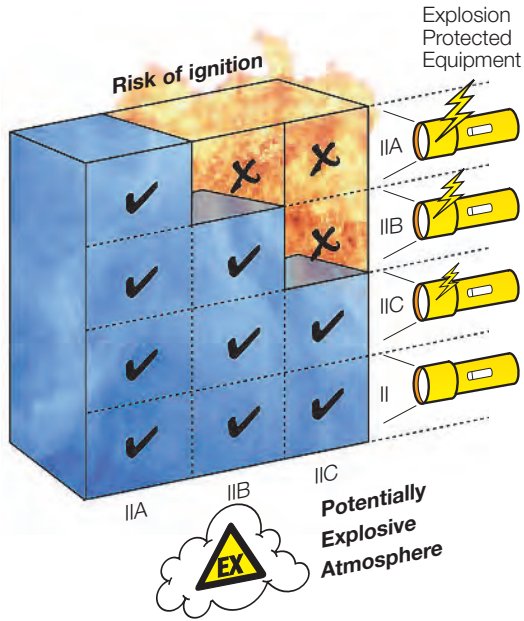 Explosion
Protected
Equipment
Risk of ignition
IIA
IIB
IIC
II
IIA
IIB
IIC
Potentially
Explosive
Atmosphere
EX